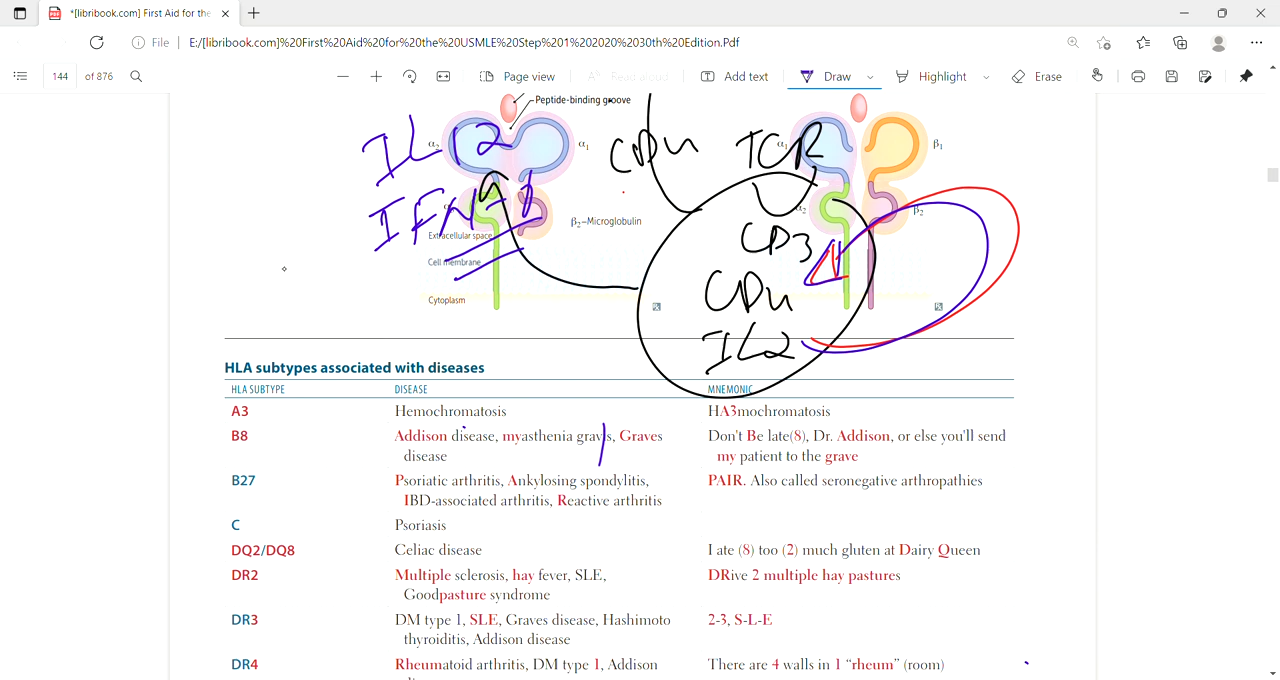 *[libribook.com] First Aid for the
File
E:/[libribook.com]%20First%20Aid%20for%20the%20USMLE%20Step%201%202020%2030th%20Edition.Pdf
144 of 876
Page view
Read aloud
Add text
Draw
Highlight
Erase
Peptide-binding groove
α2
α1
α1
β1
IL12
CD4
TCR
IFN-γ
β2–Microglobulin
α2
β2
Extracellular space
CD3
Cell membrane
CD4
Cytoplasm
IL2
HLA subtypes associated with diseases
HLA SUBTYPE DISEASE MNEMONIC
A3 Hemochromatosis HA3mochromatosis
B8 Addison disease, myasthenia gravis, Graves Don't Be late(8), Dr. Addison, or else you'll send
disease my patient to the grave
B27 Psoriatic arthritis, Ankylosing spondylitis, PAIR. Also called seronegative arthropathies
IBD-associated arthritis, Reactive arthritis
C Psoriasis
DQ2/DQ8 Celiac disease I ate (8) too (2) much gluten at Dairy Queen
DR2 Multiple sclerosis, hay fever, SLE, DRive 2 multiple hay pastures
Goodpasture syndrome
DR3 DM type 1, SLE, Graves disease, Hashimoto 2-3, S-L-E
thyroiditis, Addison disease
DR4 Rheumatoid arthritis, DM type 1, Addison There are 4 walls in 1 “rheum” (room)